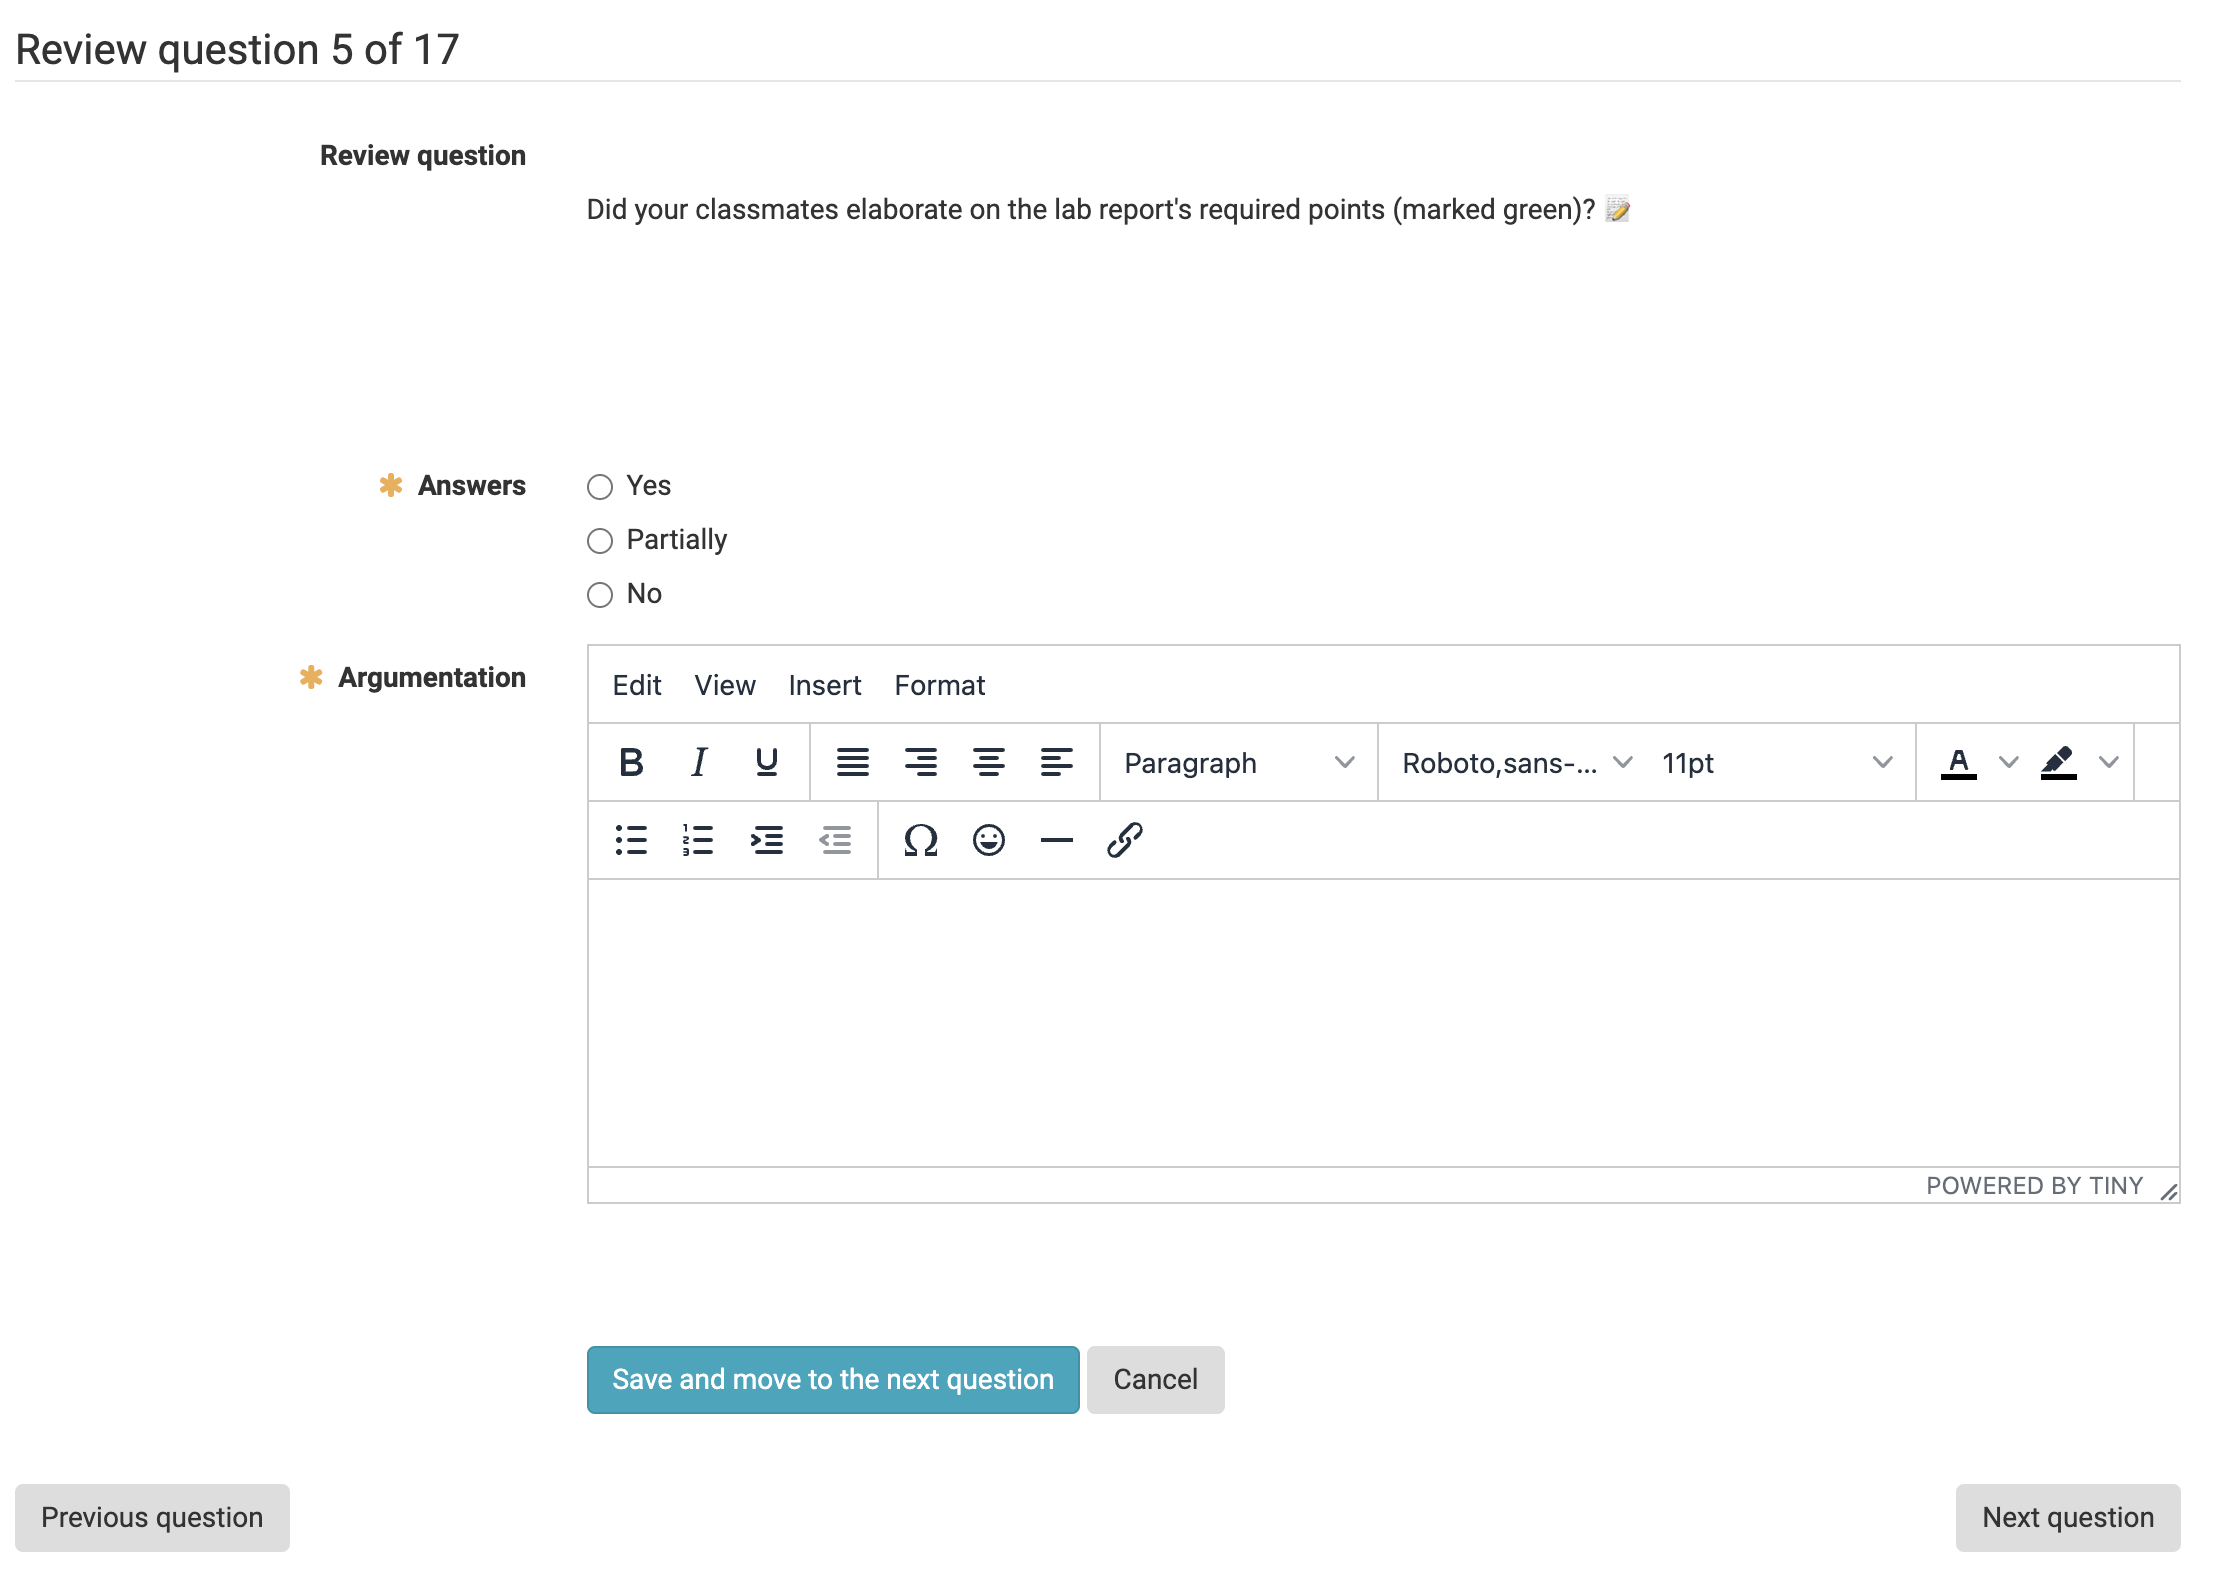 Review question 5 of 17
Review question
Did your classmates elaborate on the lab report's required points (marked green)? 📝
Answers
Yes
Partially
No
Argumentation
Edit View Insert Format
B I U Paragraph Roboto,sans-... 11pt A
Ω
POWERED BY TINY
Save and move to the next question Cancel
Previous question Next question